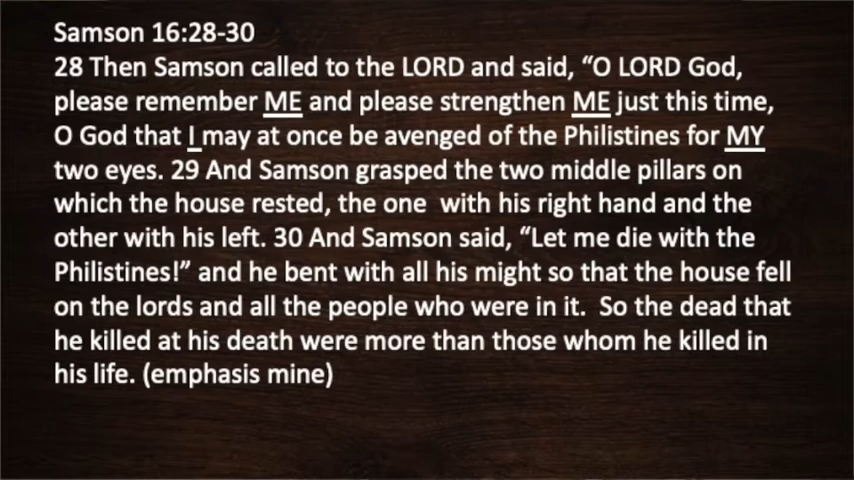 Samson 16:28-30
28 Then Samson called to the LORD and said, “O LORD God,
please remember ME and please strengthen ME just this time,
O God that I may at once be avenged of the Philistines for MY
two eyes. 29 And Samson grasped the two middle pillars on
which the house rested, the one  with his right hand and the
other with his left. 30 And Samson said, “Let me die with the
Philistines!” and he bent with all his might so that the house fell
on the lords and all the people who were in it.  So the dead that
he killed at his death were more than those whom he killed in
his life. (emphasis mine)